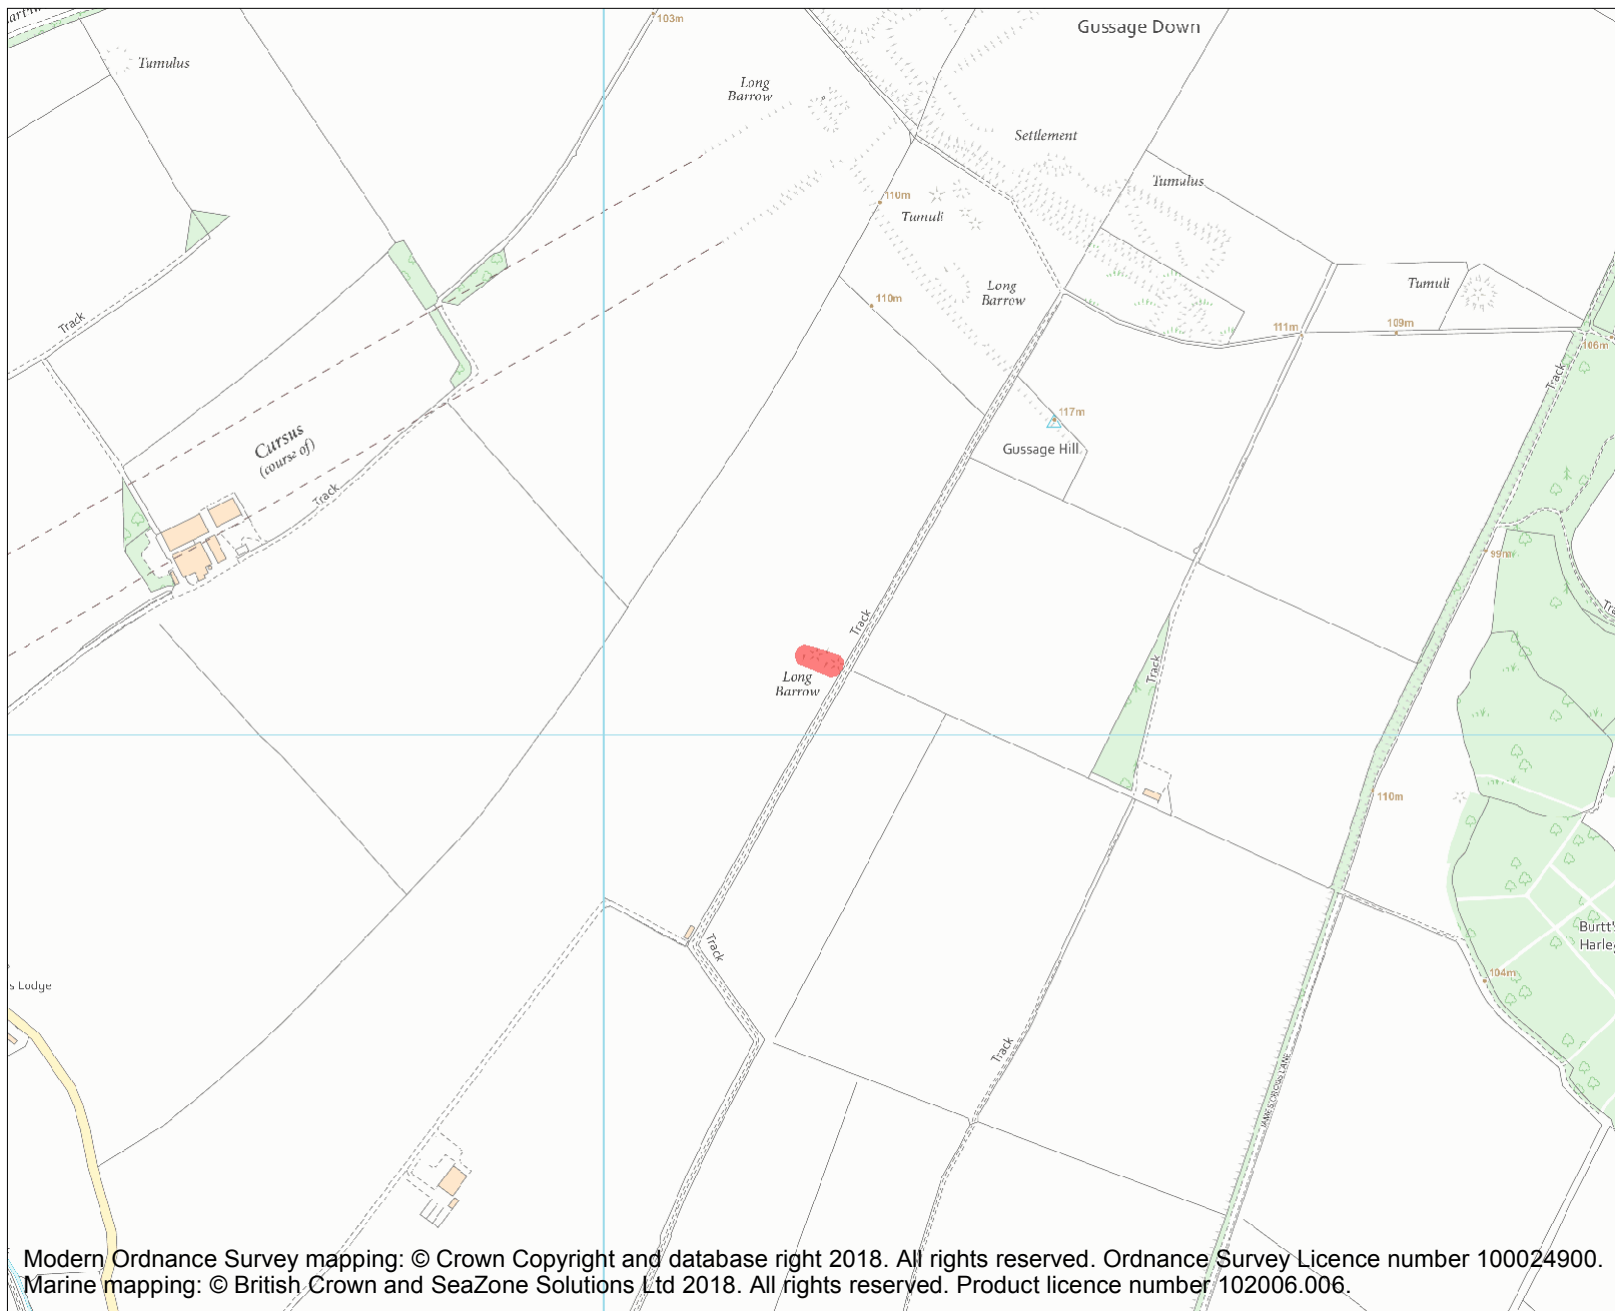 103m
Gussage Down
Tumulus
Long
Barrow
Settlement
Tumulus
110m
Tumuli
Long
Barrow
Tumuli
110m
Track
111m
109m
106m
Track
117m
Gussage Hill
Cursus
(course of)
Track
99m
Track
Track
Long
Barrow
110m
Track
Burtt's
Harle
104m
s Lodge
Track
Modern Ordnance Survey mapping: © Crown Copyright and database right 2018. All rights reserved. Ordnance Survey Licence number 100024900.
Marine mapping: © British Crown and SeaZone Solutions Ltd 2018. All rights reserved. Product licence number 102006.006.